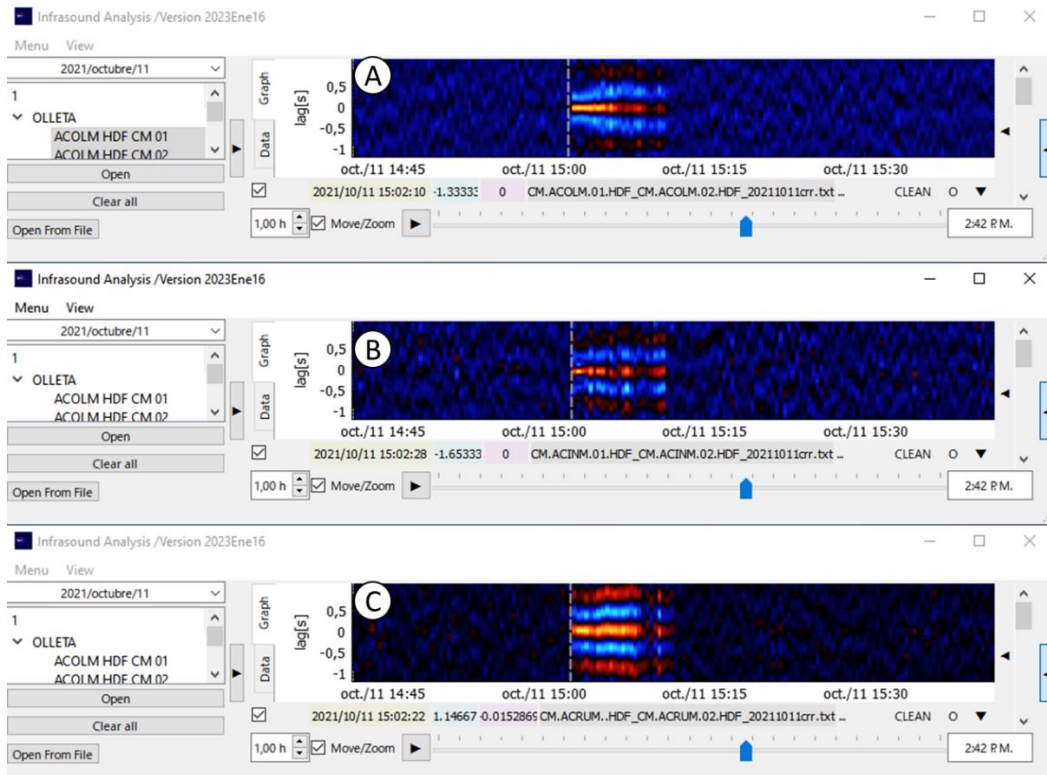 Infrasound Analysis /Version 2023Ene16
Menu View
2021/octubre/11
1
OLLETA
ACOLM HDF CM 01
ACOLM HDF CM 02
Open
Clear all
Open From File
Graph
Data
lag[s]
0,5
0
-0,5
-1
A
oct./11 14:45 oct./11 15:00 oct./11 15:15 oct./11 15:30
2021/10/11 15:02:10 -1.33333 0 CM.ACOLM.01.HDF_CM.ACOLM.02.HDF_20211011crr.txt ... CLEAN O
1,00 h Move/Zoom 2:42 P.M.
Infrasound Analysis /Version 2023Ene16
Menu View
2021/octubre/11
1
OLLETA
ACOLM HDF CM 01
ACOLM HDF CM 02
Open
Clear all
Open From File
Graph
Data
lag[s]
0,5
0
-0,5
-1
B
oct./11 14:45 oct./11 15:00 oct./11 15:15 oct./11 15:30
2021/10/11 15:02:28 -1.65333 0 CM.ACINM.01.HDF_CM.ACINM.02.HDF_20211011crr.txt ... CLEAN O
1,00 h Move/Zoom 2:42 P.M.
Infrasound Analysis /Version 2023Ene16
Menu View
2021/octubre/11
1
OLLETA
ACOLM HDF CM 01
ACOLM HDF CM 02
Open
Clear all
Open From File
Graph
Data
lag[s]
0,5
0
-0,5
-1
C
oct./11 14:45 oct./11 15:00 oct./11 15:15 oct./11 15:30
2021/10/11 15:02:22 1.14667 -0.0152869 CM.ACRUM..HDF_CM.ACRUM.02.HDF_20211011crr.txt ... CLEAN O
1,00 h Move/Zoom 2:42 P.M.